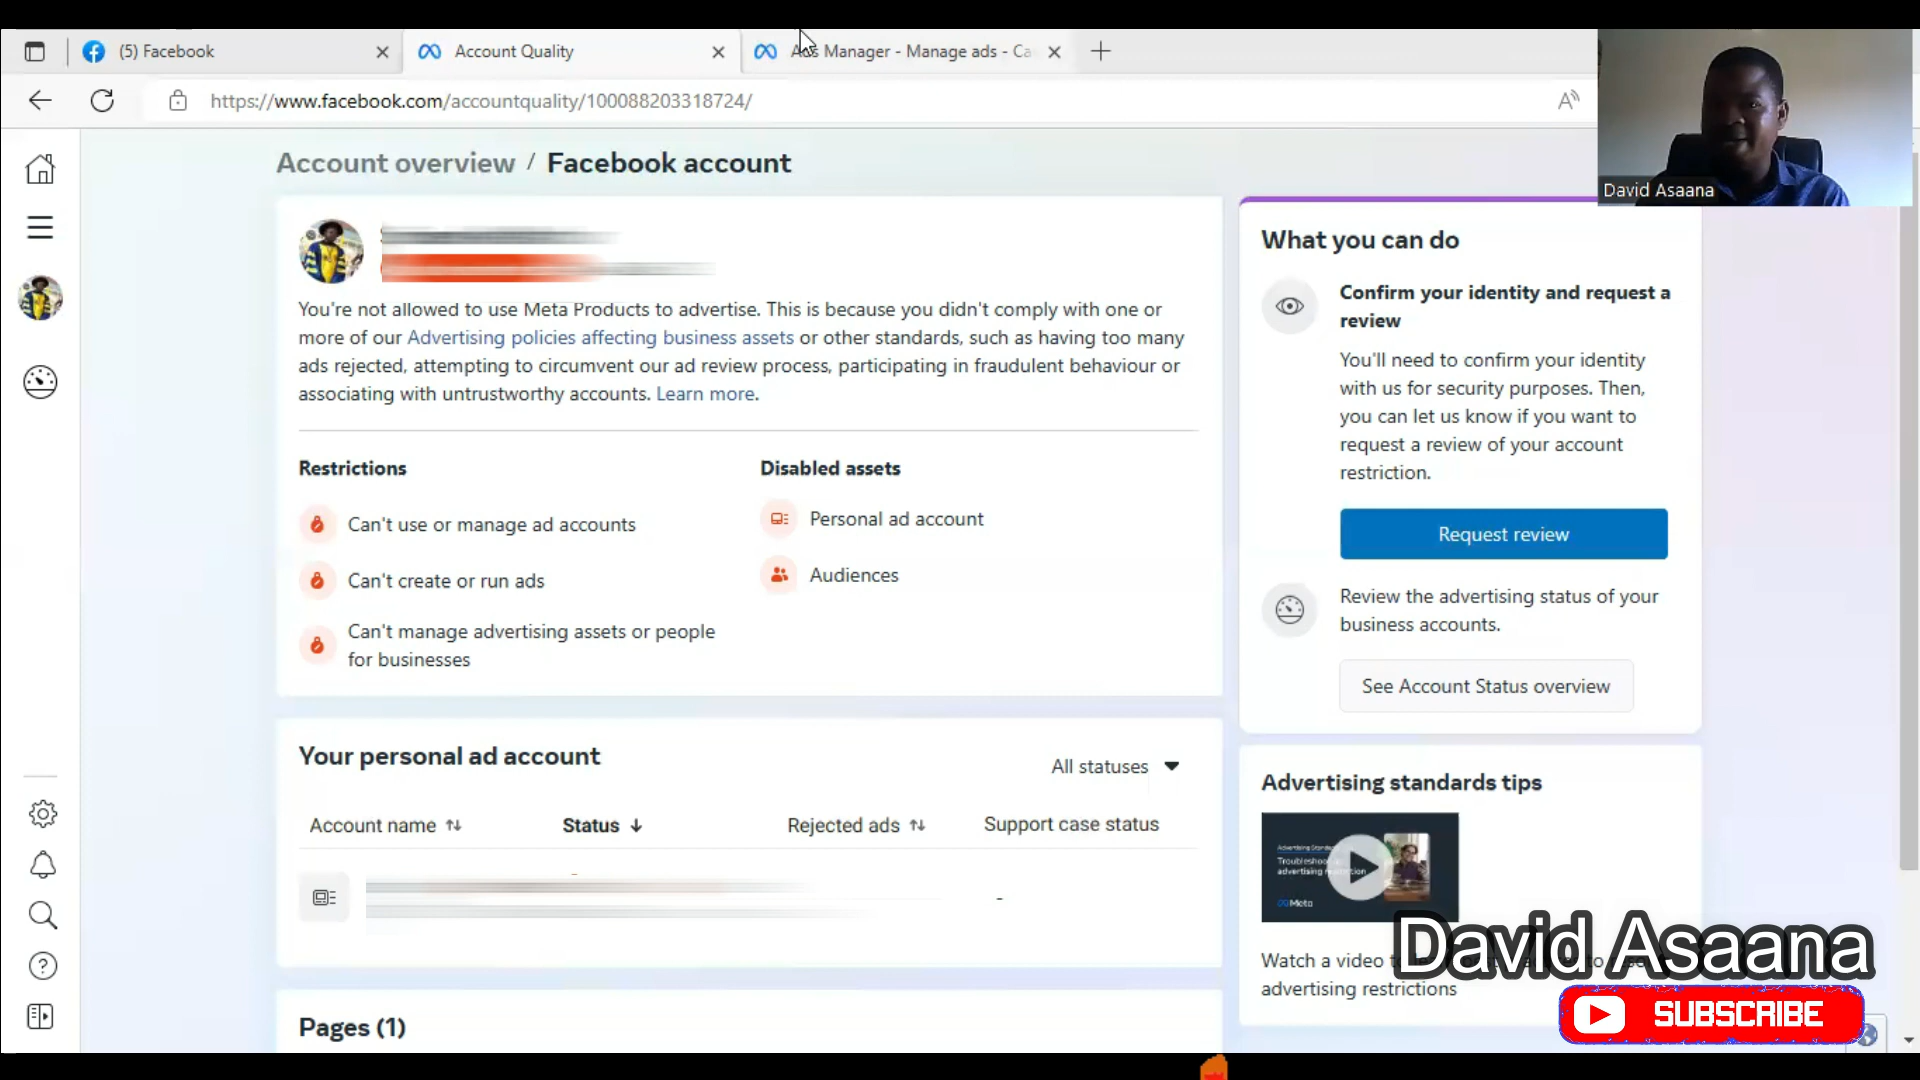 (5) Facebook
Account Quality
Manager - Manage ads - Ca
https://www.facebook.com/accountquality/100088203318724/
Account overview / Facebook account
David Asaana
You're not allowed to use Meta Products to advertise. This is because you didn't comply with one or
more of our Advertising policies affecting business assets or other standards, such as having too many
ads rejected, attempting to circumvent our ad review process, participating in fraudulent behaviour or
associating with untrustworthy accounts. Learn more.
Restrictions
Can't use or manage ad accounts
Can't create or run ads
Can't manage advertising assets or people
for businesses
Disabled assets
Personal ad account
Audiences
What you can do
Confirm your identity and request a
review
You'll need to confirm your identity
with us for security purposes. Then,
you can let us know if you want to
request a review of your account
restriction.
Request review
Review the advertising status of your
business accounts.
See Account Status overview
Your personal ad account
All statuses
Account name
Status
Rejected ads
Support case status
-
Pages (1)
Advertising standards tips
Meta
Watch a video
advertising restrictions
David Asaana
SUBSCRIBE